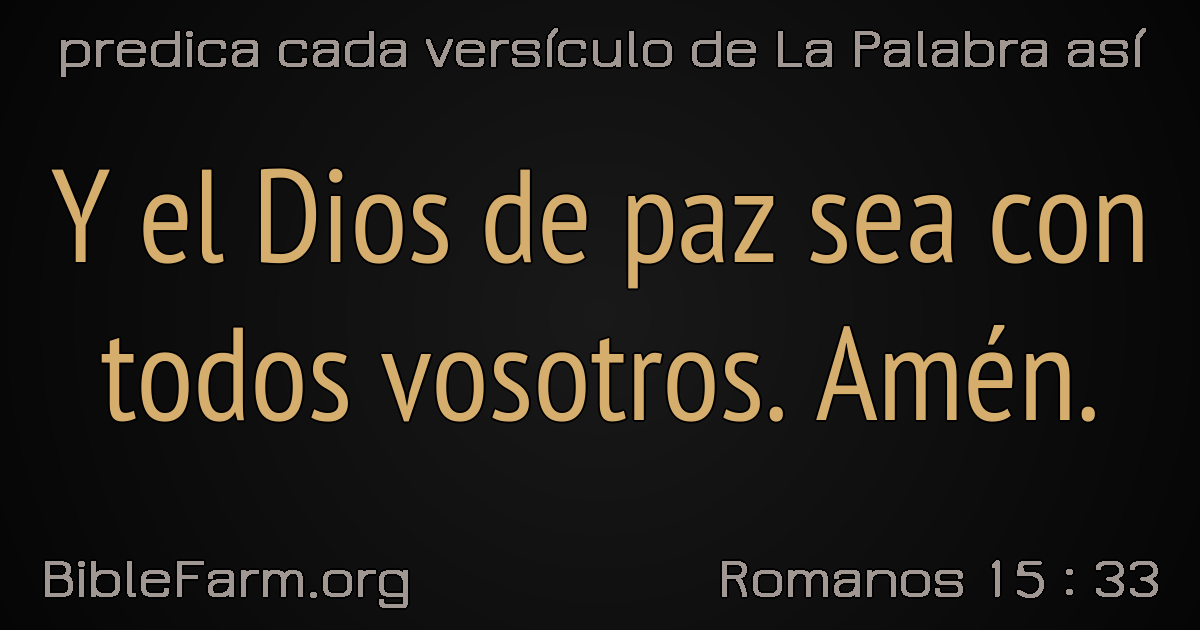 predica cada versículo de La Palabra así
Y el Dios de paz sea con
todos vosotros. Amén.
BibleFarm.org
Romanos 15 : 33